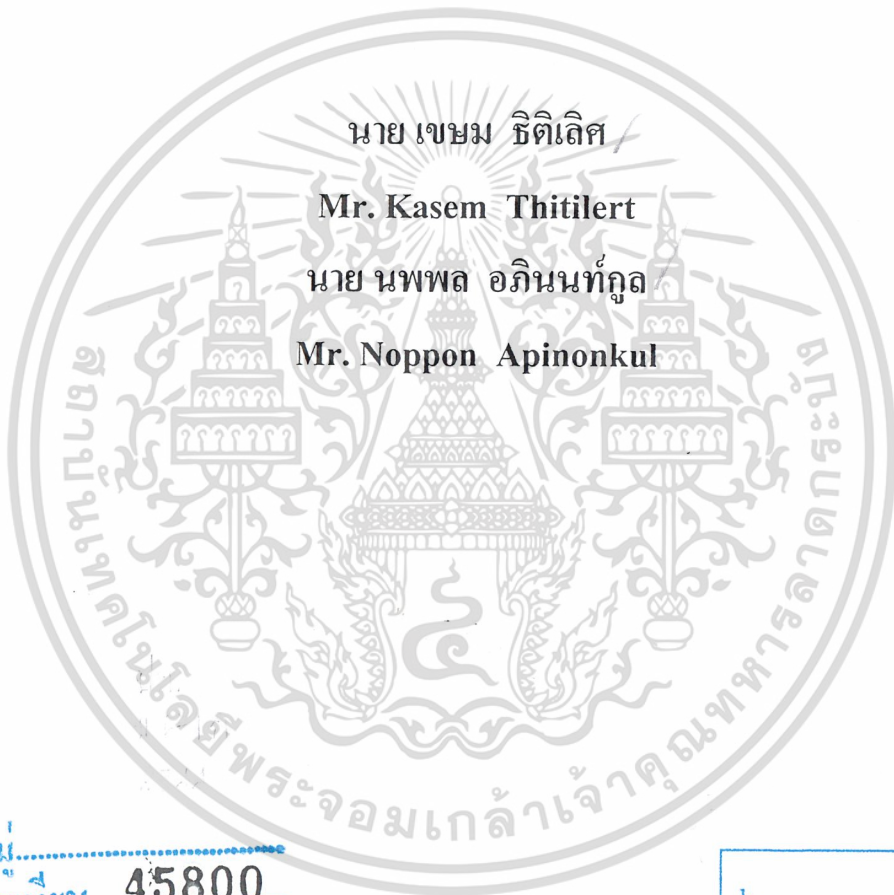 นาย เขษม ธิติเลิศ
Mr. Kasem Thitilert
นาย นพพล อภินนท์กูล
Mr. Noppon Apinonkul
สถาบันเทคโนโลยีพระจอมเกล้าเจ้าคุณทหารลาดกระบัง
45800